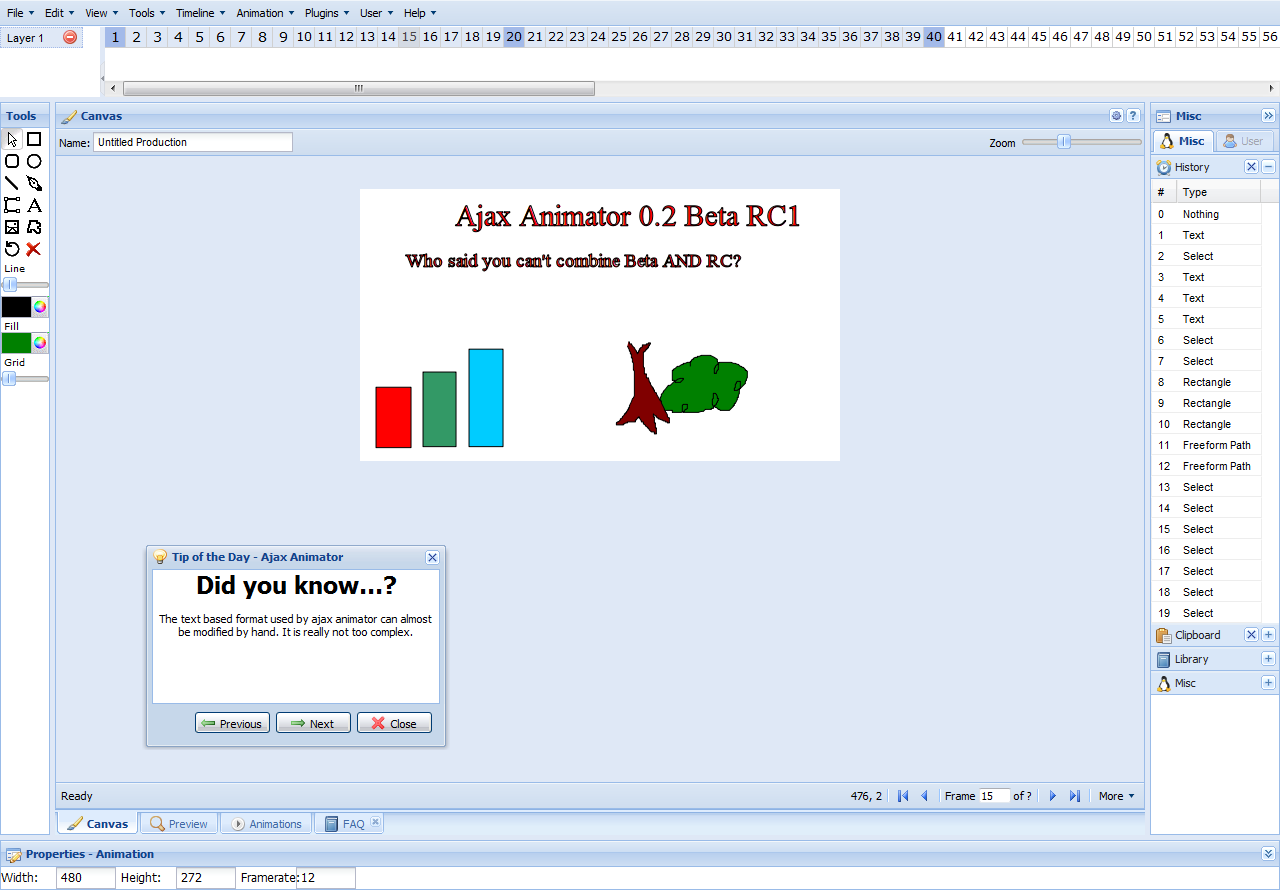 File Edit View Tools Timeline Animation Plugins User Help
Layer 1 1 2 3 4 5 6 7 8 9 10 11 12 13 14 15 16 17 18 19 20 21 22 23 24 25 26 27 28 29 30 31 32 33 34 35 36 37 38 39 40 41 42 43 44 45 46 47 48 49 50 51 52 53 54 55 56
Tools
Line
Fill
Grid
Canvas
Name: Untitled Production Zoom
Ajax Animator 0.2 Beta RC1
Who said you can't combine Beta AND RC?
Tip of the Day - Ajax Animator
Did you know...?
The text based format used by ajax animator can almost
be modified by hand. It is really not too complex.
Previous Next Close
Ready 476, 2 Frame 15 of ? More
Canvas Preview Animations FAQ
Misc
Misc User
History
# Type
0 Nothing
1 Text
2 Select
3 Text
4 Text
5 Text
6 Select
7 Select
8 Rectangle
9 Rectangle
10 Rectangle
11 Freeform Path
12 Freeform Path
13 Select
14 Select
15 Select
16 Select
17 Select
18 Select
19 Select
Clipboard
Library
Misc
Properties - Animation
Width: 480 Height: 272 Framerate: 12